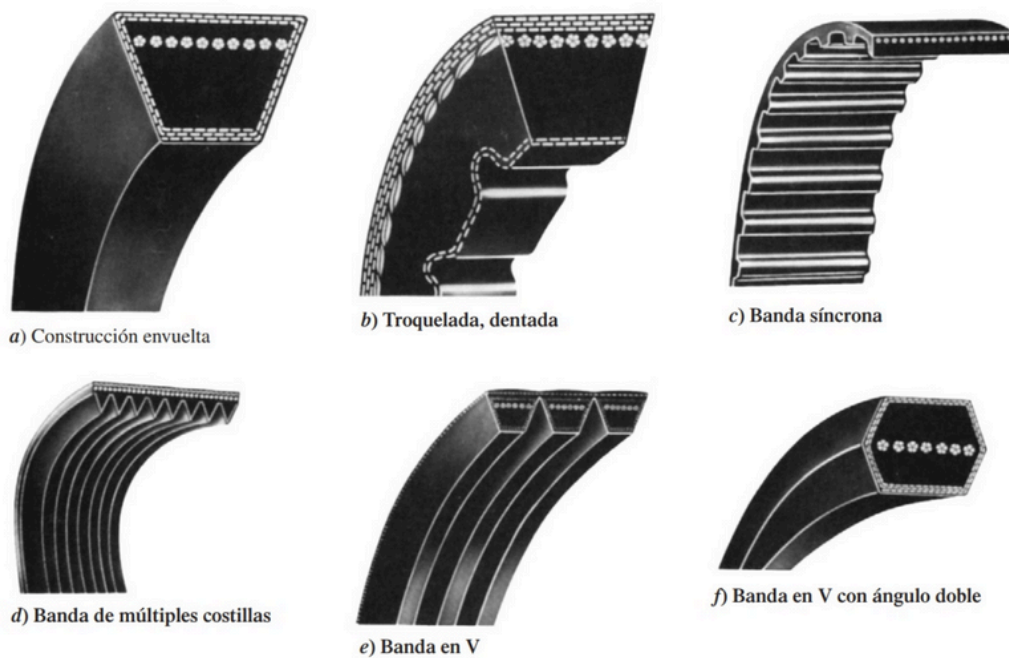 a) Construcción envuelta
b) Troquelada, dentada
c) Banda síncrona
d) Banda de múltiples costillas
e) Banda en V
f) Banda en V con ángulo doble